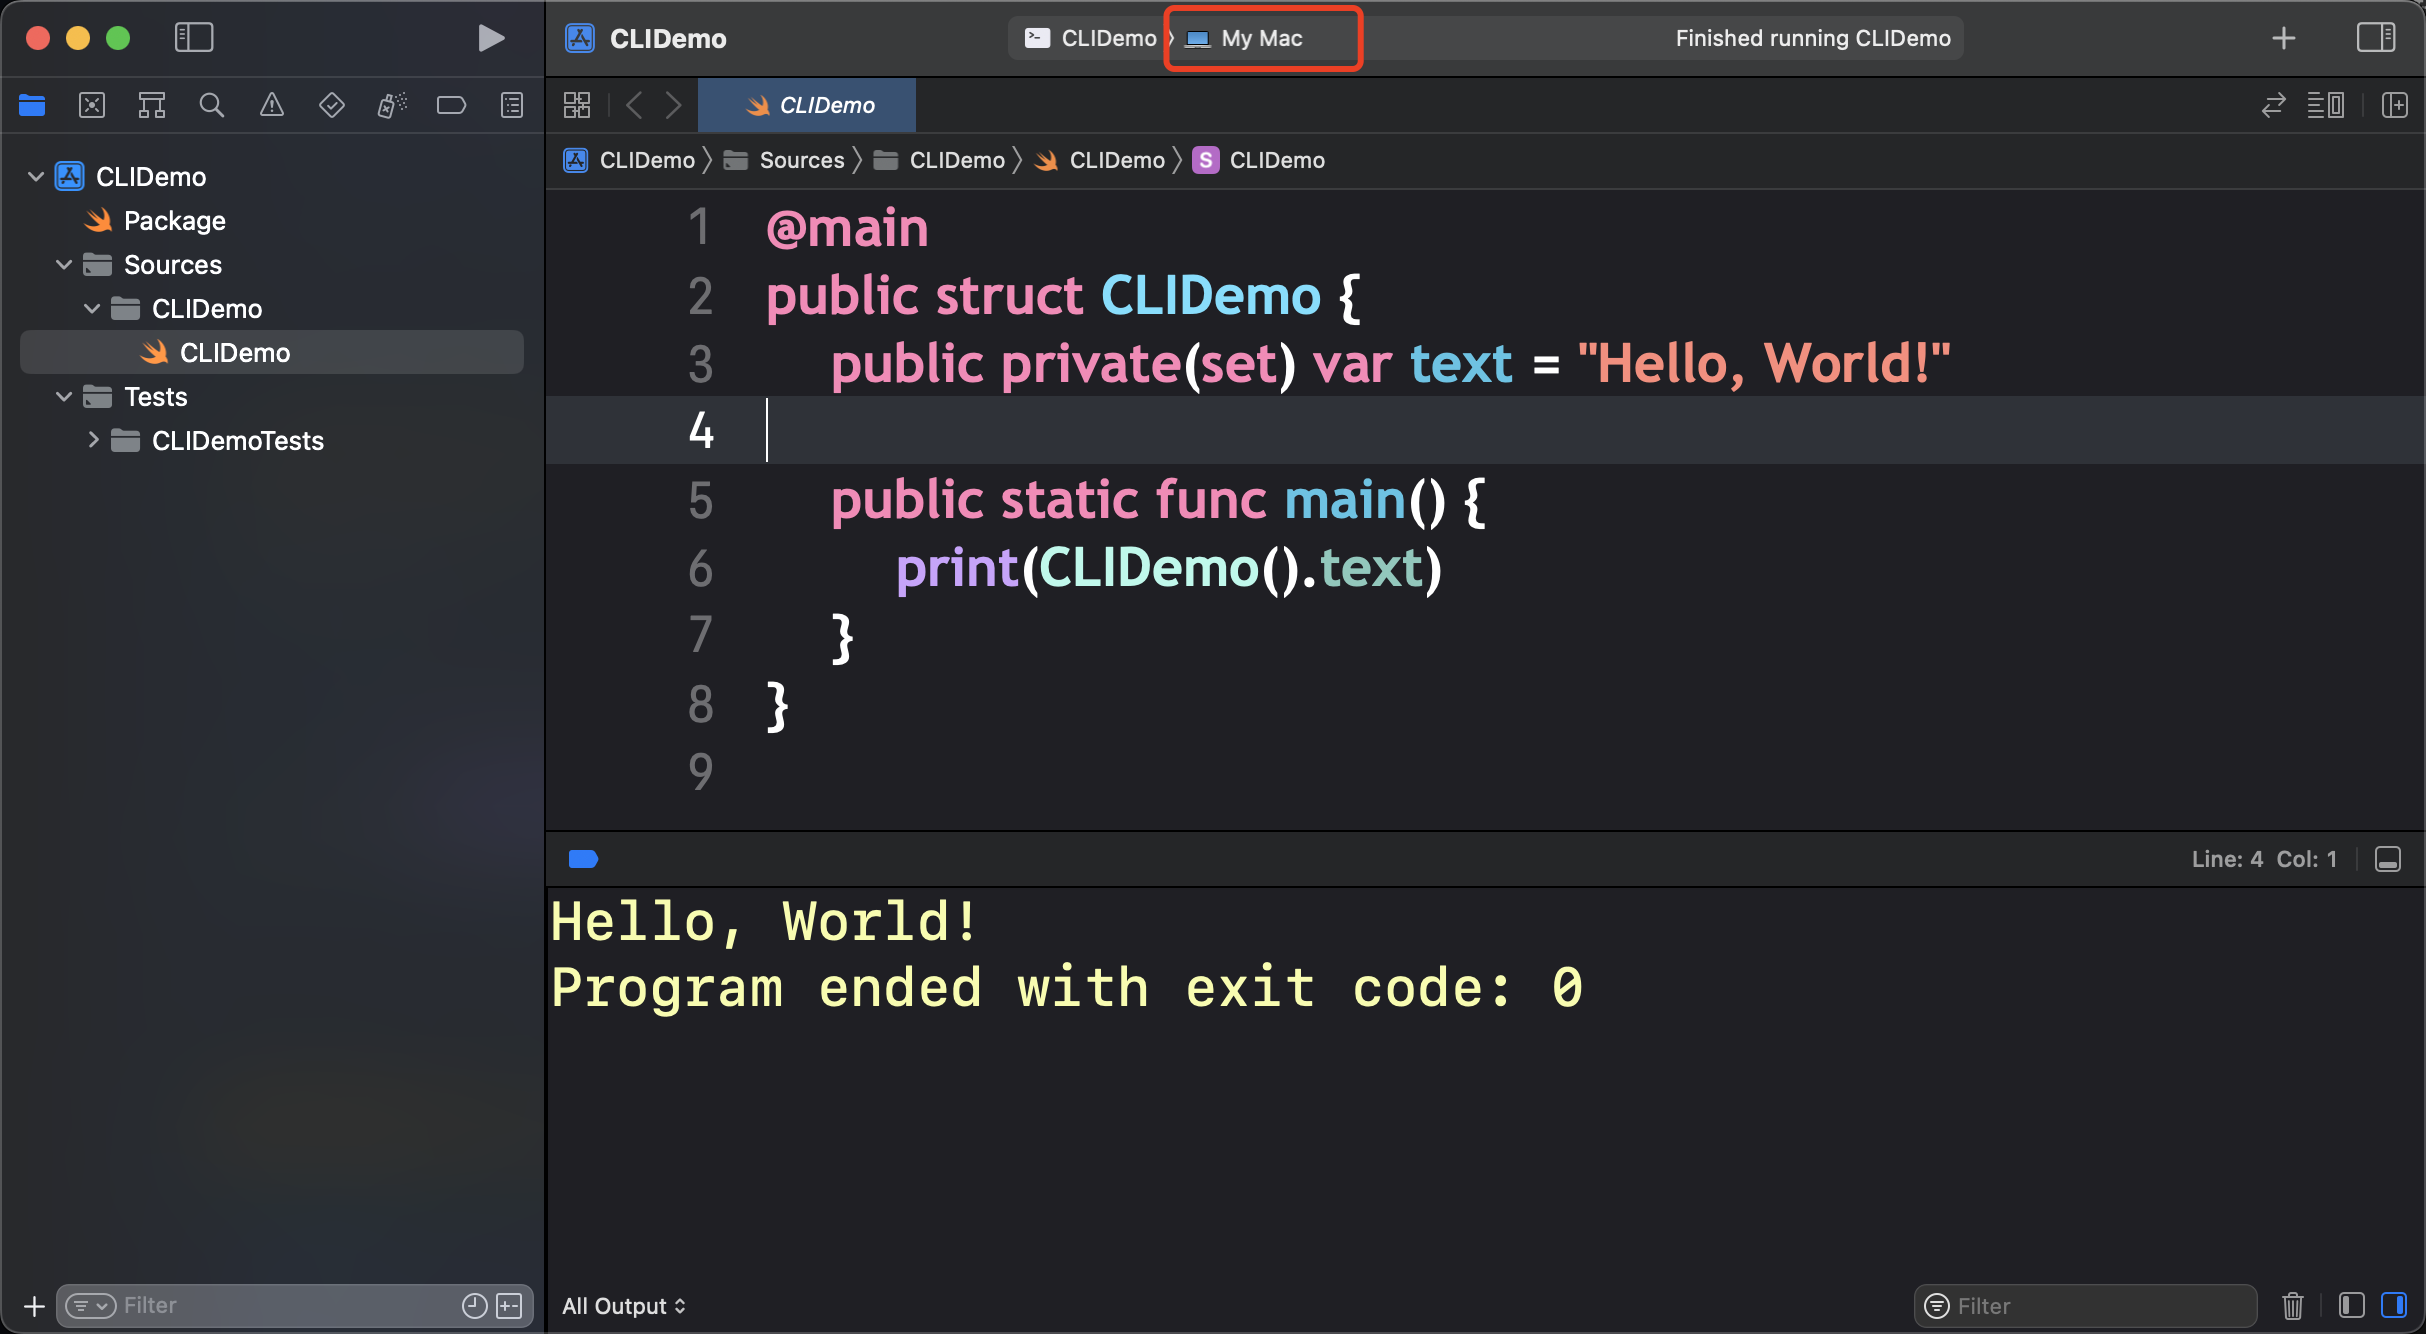 CLIDemo
CLIDemo
My Mac
Finished running CLIDemo
CLIDemo
CLIDemo
Package
Sources
CLIDemo
CLIDemo
Tests
CLIDemoTests
CLIDemo
Sources
CLIDemo
CLIDemo
S CLIDemo
1 @main
2 public struct CLIDemo {
3 public private(set) var text = "Hello, World!"
4
5 public static func main() {
6 print(CLIDemo().text)
7 }
8 }
9
Line: 4 Col: 1
Hello, World!
Program ended with exit code: 0
Filter
All Output
Filter